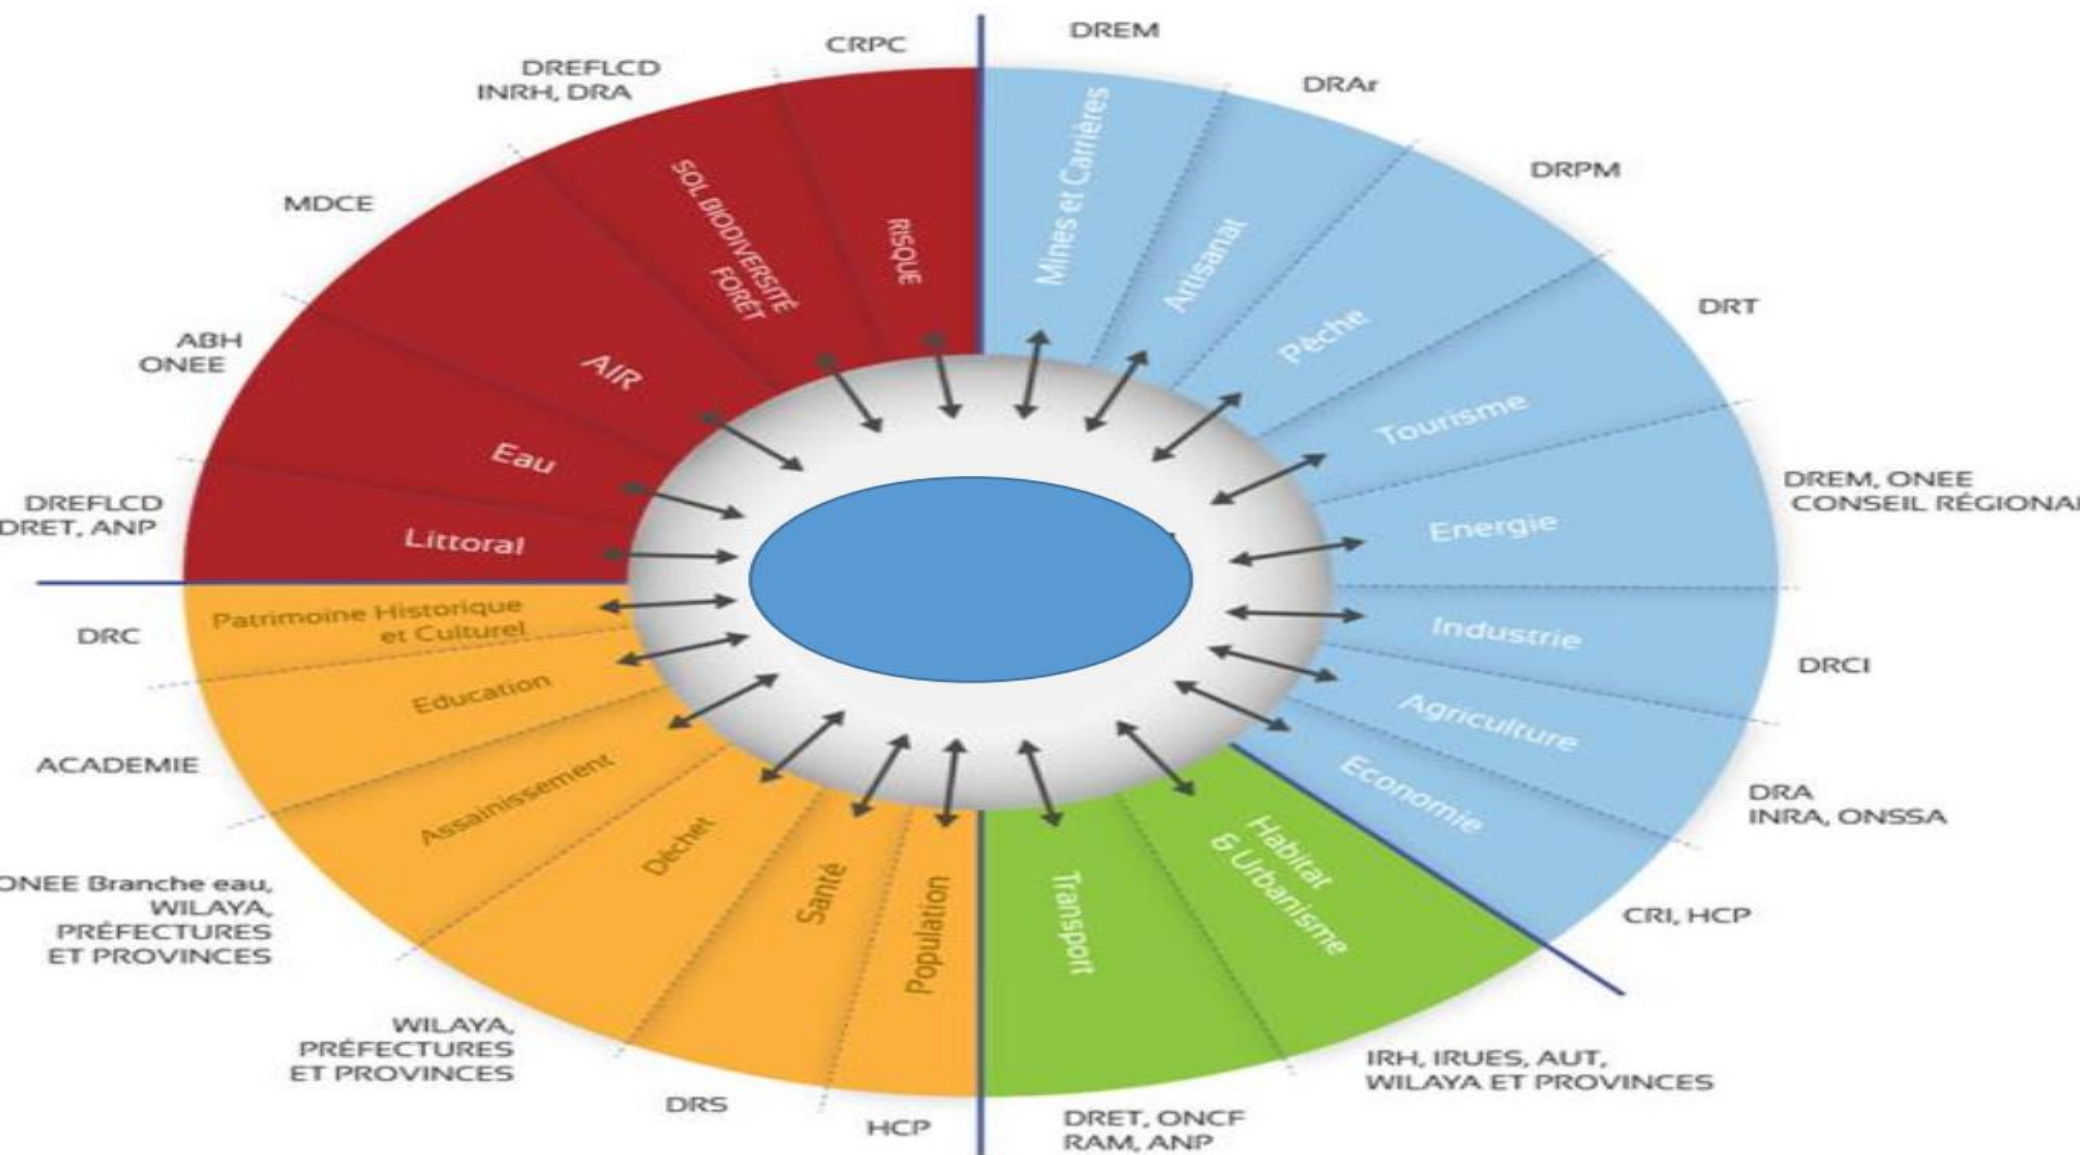 CRPC
DREM
DRAr
DRPM
DRT
DREM, ONEE
CONSEIL RÉGIONAL
DRCI
DRA
INRA, ONSSA
CRI, HCP
IRH, IRUES, AUT,
WILAYA ET PROVINCES
DRET, ONCF
RAM, ANP
HCP
DRS
WILAYA,
PRÉFECTURES
ET PROVINCES
ONEE Branche eau,
WILAYA,
PRÉFECTURES
ET PROVINCES
ACADEMIE
DRC
DREFLCD
DRET, ANP
ABH
ONEE
MDCE
DREFLCD
INRH, DRA
RISQUE
Mines et Carrières
Artisanat
Pêche
Tourisme
Energie
Industrie
Agriculture
Economie
Habitat
& Urbanisme
Transport
Population
Santé
Déchet
Assainissement
Education
Patrimoine Historique
et Culturel
Littoral
Eau
AIR
SOL BIODIVERSITÉ
FORÊT